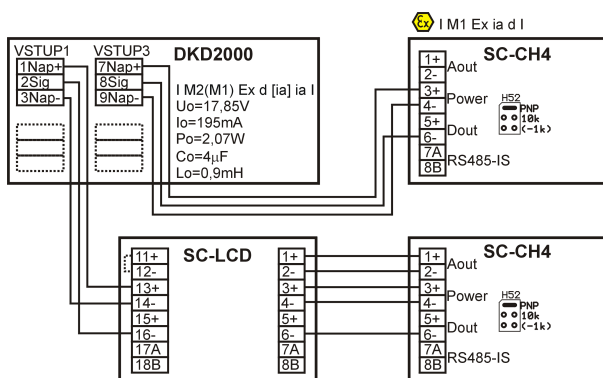 Ex I M1 Ex ia d I
VSTUP1 VSTUP3 DKD2000 SC-CH4
1Nap+ 7Nap+ 1+ Aout
2Sig 8Sig 2-
3Nap- 9Nap- 3+ Power H52
I M2(M1) Ex d [ia] ia I 4- PNP
Uo=17,85V 5+ Dout 10k
Io=195mA 6- (-1k)
Po=2,07W 7A RS485-IS
Co=4µF 8B
Lo=0,9mH
SC-LCD SC-CH4
11+ 1+ 1+ Aout
12- 2- 2-
13+ 3+ 3+ Power H52
14- 4- 4- PNP
15+ 5+ 5+ Dout 10k
16- 6- 6- (-1k)
17A 7A 7A RS485-IS
18B 8B 8B